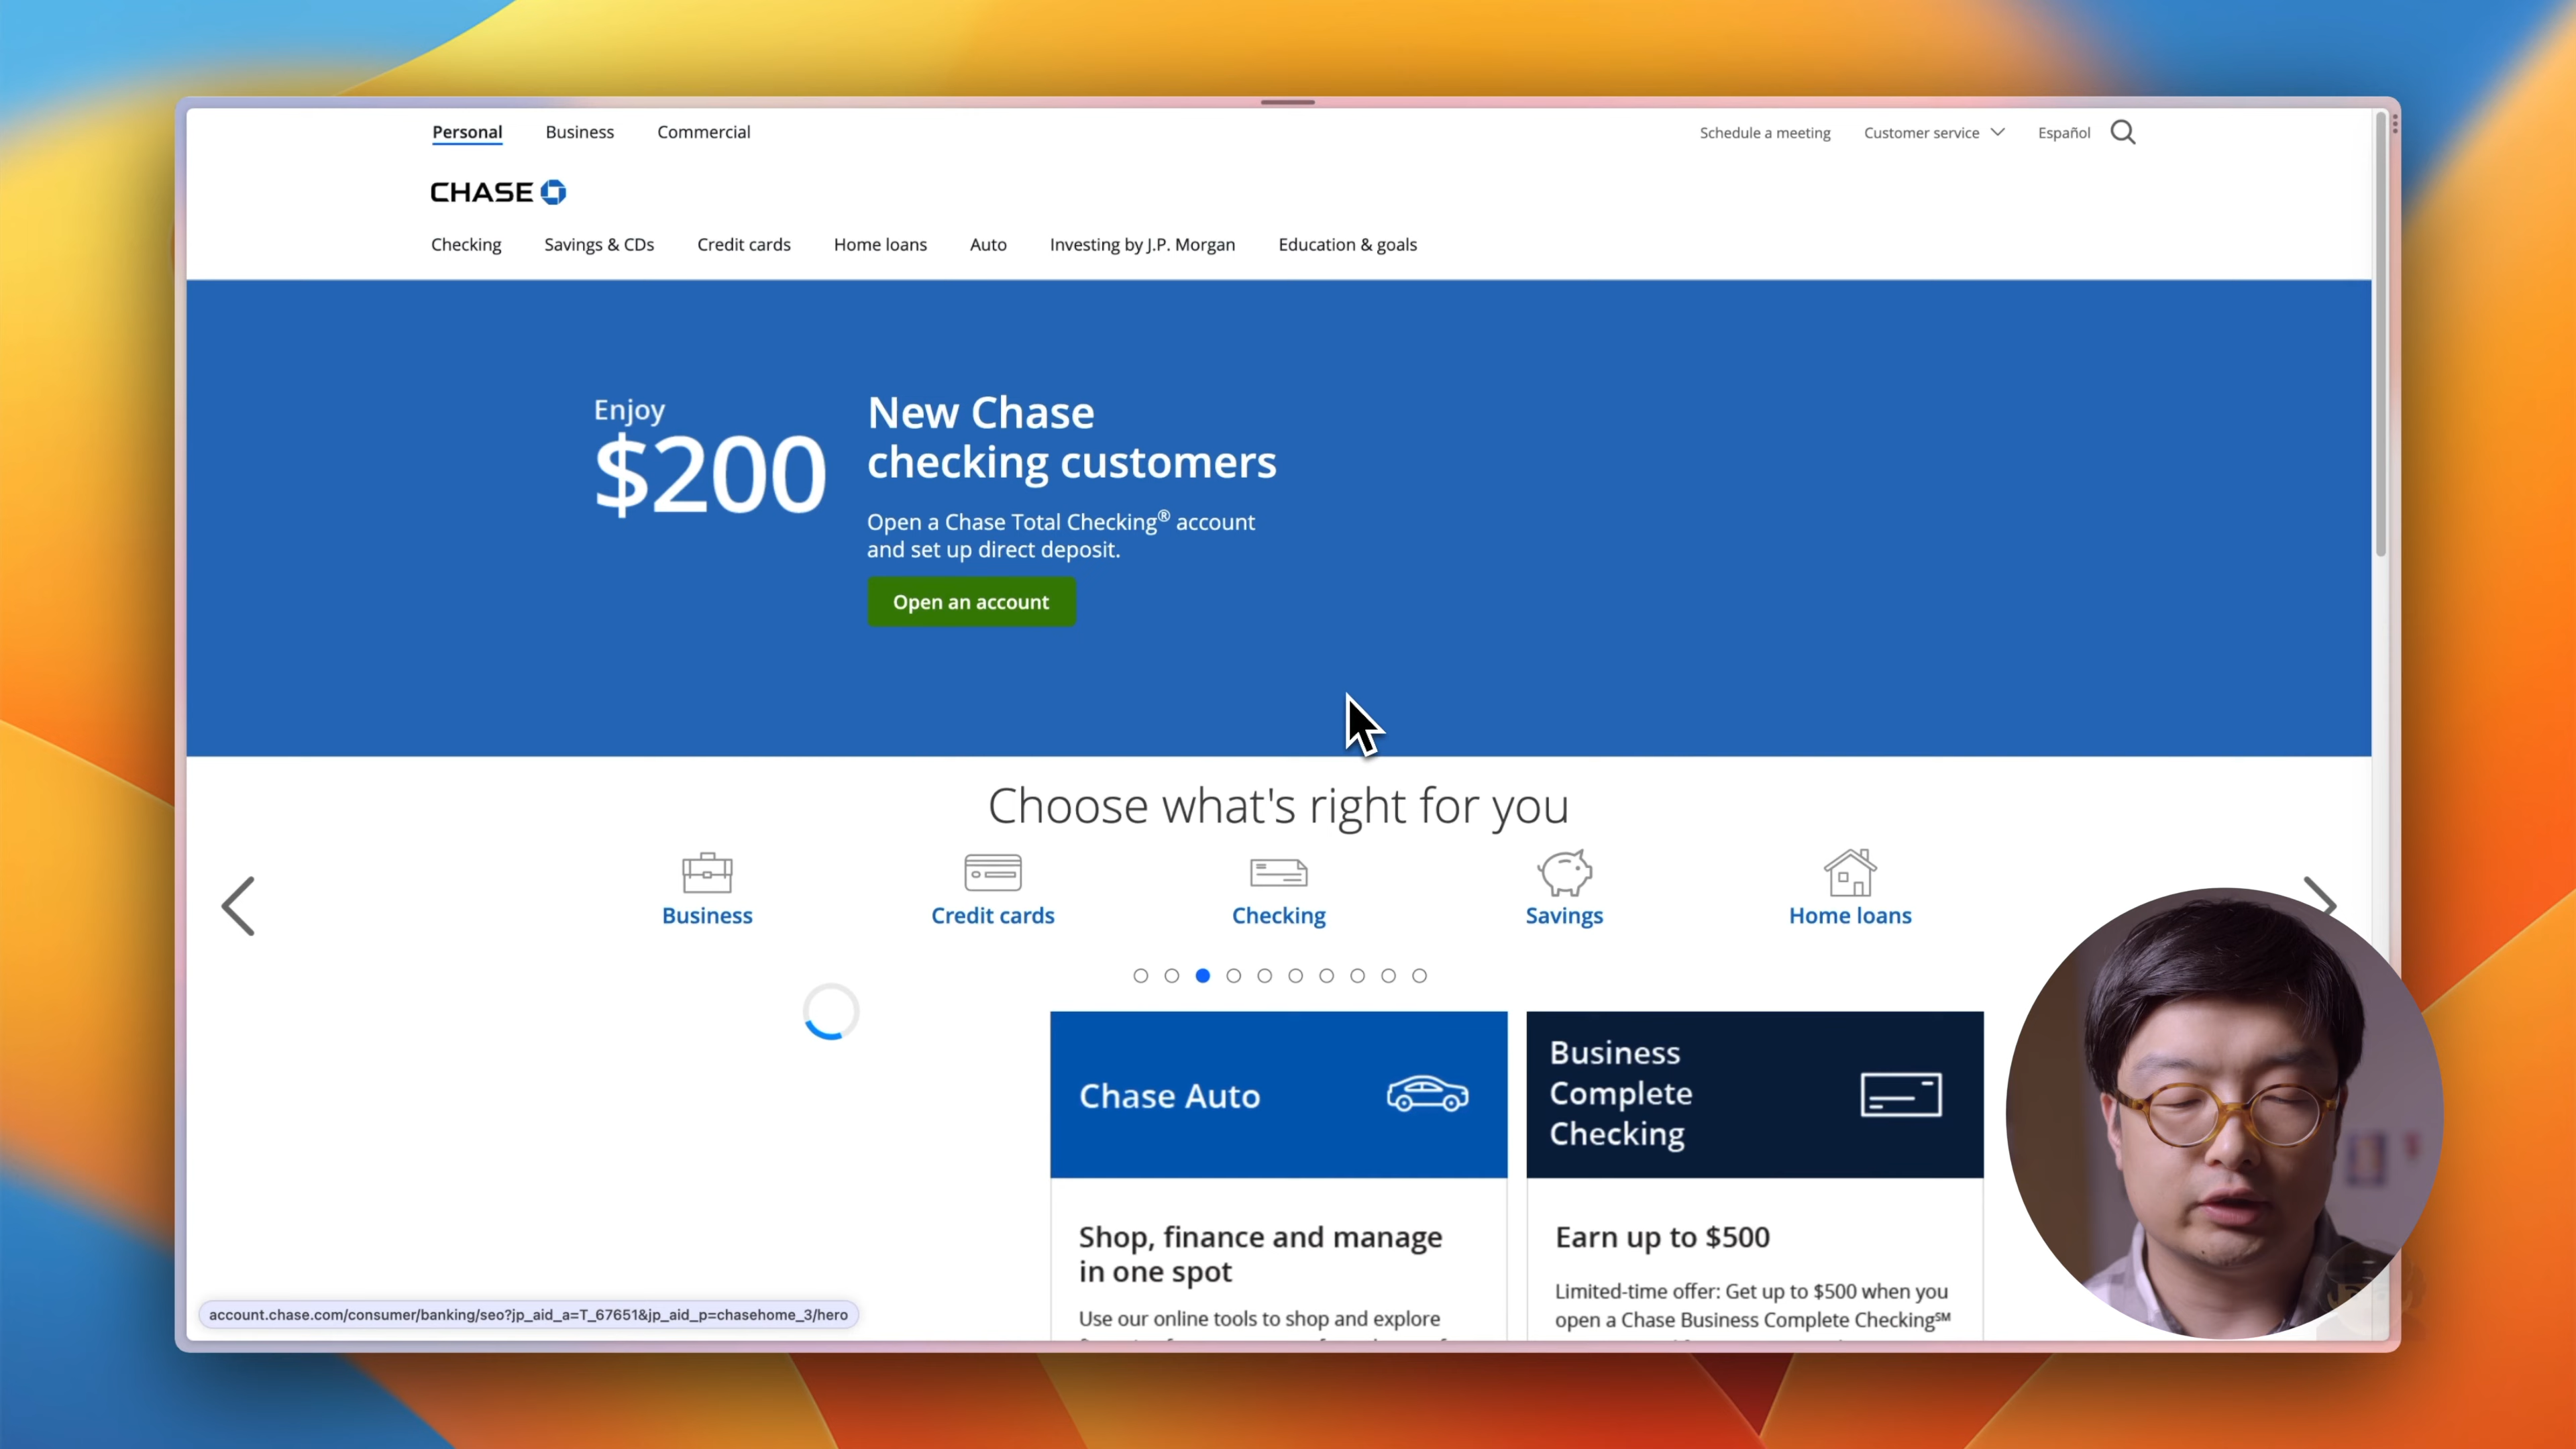 Personal Business Commercial Schedule a meeting Customer service Español
CHASE
Checking Savings & CDs Credit cards Home loans Auto Investing by J.P. Morgan Education & goals
Enjoy
$200
New Chase
checking customers
Open a Chase Total Checking® account
and set up direct deposit.
Open an account
Choose what's right for you
Business Credit cards Checking Savings Home loans
Chase Auto
Shop, finance and manage
in one spot
Use our online tools to shop and explore
Business
Complete
Checking
Earn up to $500
Limited-time offer: Get up to $500 when you
open a Chase Business Complete Checking℠
account.chase.com/consumer/banking/seo?jp_aid_a=T_67651&jp_aid_p=chasehome_3/hero